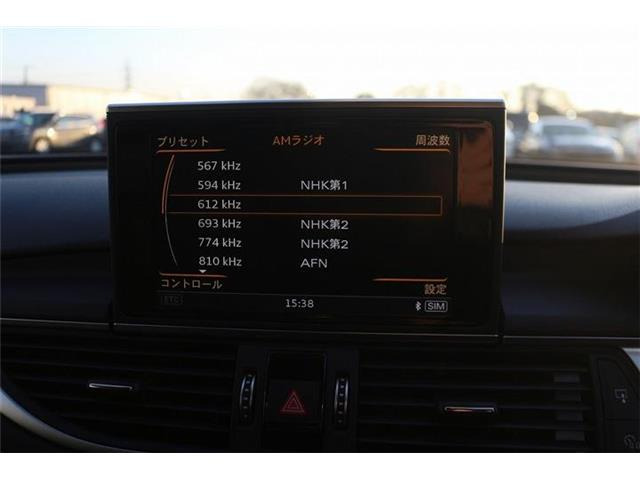 プリセット AMラジオ 周波数
567 kHz
594 kHz NHK第1
612 kHz
693 kHz NHK第2
774 kHz NHK第2
810 kHz AFN
コントロール 設定
ETC 15:38 SIM